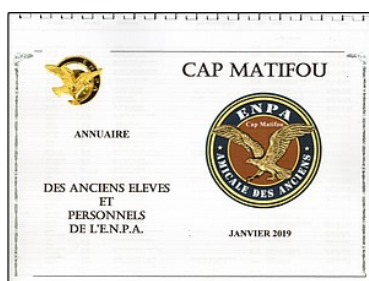 CAP MATIFOU
ANNUAIRE
ENPA
Cap Matifou
AMICALE DES ANCIENS
DES ANCIENS ELEVES
ET
PERSONNELS
DE L'E.N.P.A.
JANVIER 2019